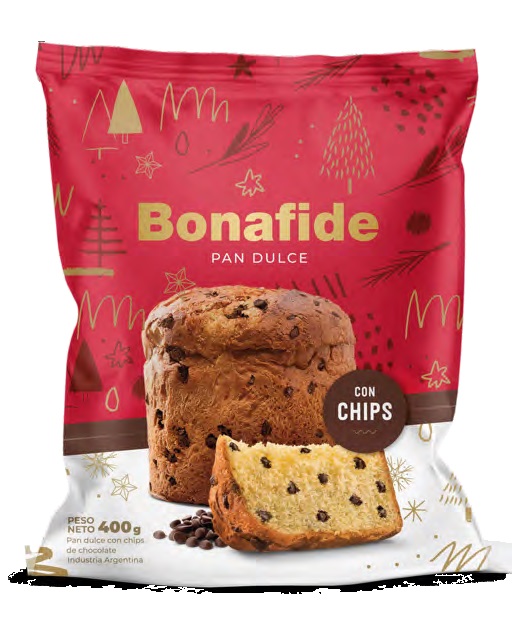 Bonafide
PAN DULCE
CON
CHIPS
PESO
NETO 400g
Pan dulce con chips
de chocolate
Industria Argentina